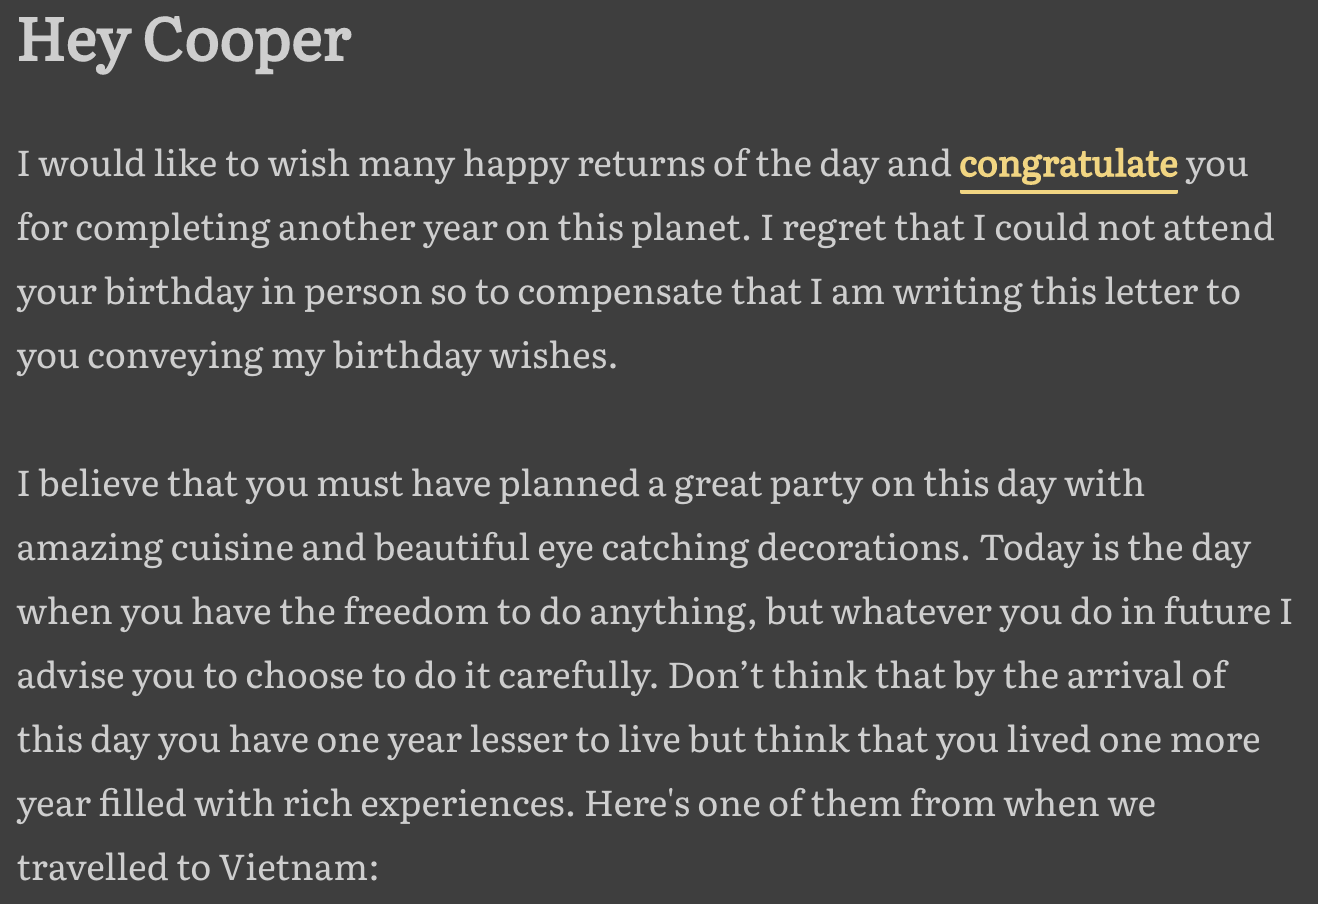 Hey Cooper
I would like to wish many happy returns of the day and congratulate you
for completing another year on this planet. I regret that I could not attend
your birthday in person so to compensate that I am writing this letter to
you conveying my birthday wishes.
I believe that you must have planned a great party on this day with
amazing cuisine and beautiful eye catching decorations. Today is the day
when you have the freedom to do anything, but whatever you do in future I
advise you to choose to do it carefully. Don’t think that by the arrival of
this day you have one year lesser to live but think that you lived one more
year filled with rich experiences. Here's one of them from when we
travelled to Vietnam: